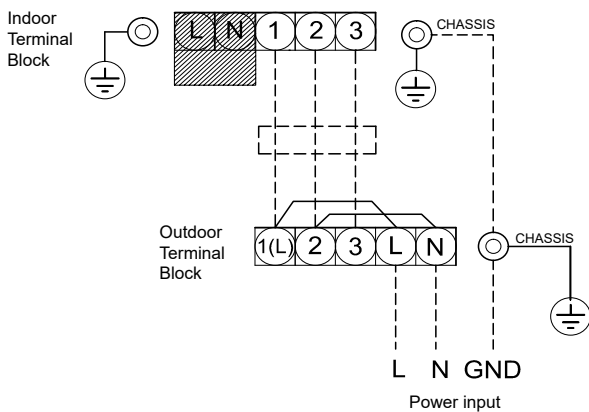 Indoor
Terminal
Block
L N 1 2 3
CHASSIS
Outdoor
Terminal
Block
1(L) 2 3 L N
CHASSIS
L N GND
Power input